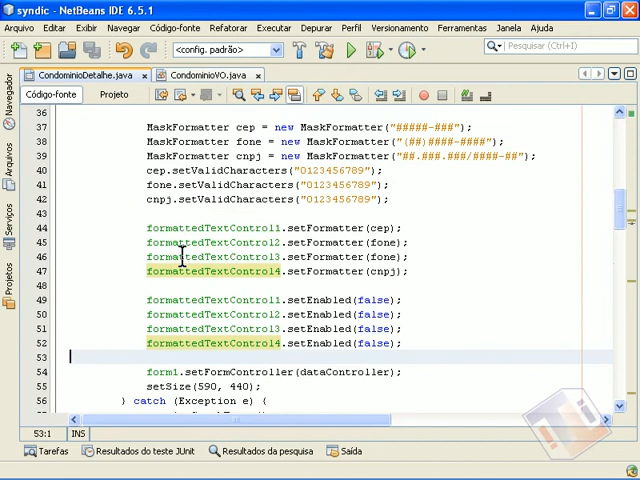 syndic - NetBeans IDE 6.5.1
Arquivo Editar Exibir Navegar Código-fonte Refatorar Executar Depurar Perfil Versionamento Ferramentas Janela Ajuda
<config. padrão> Pesquisar (Ctrl+I)
CondominioDetalhe.java CondominioVO.java
Código-fonte Projeto
Navegador
Arquivos
Serviços
Projetos
36
37 MaskFormatter cep = new MaskFormatter("#####-###");
38 MaskFormatter fone = new MaskFormatter("(##)####-####");
39 MaskFormatter cnpj = new MaskFormatter("##.###.###/####-##");
40 cep.setValidCharacters("0123456789");
41 fone.setValidCharacters("0123456789");
42 cnpj.setValidCharacters("0123456789");
43
44 formattedTextControl1.setFormatter(cep);
45 formattedTextControl2.setFormatter(fone);
46 formattedTextControl3.setFormatter(fone);
47 formattedTextControl4.setFormatter(cnpj);
48
49 formattedTextControl1.setEnabled(false);
50 formattedTextControl2.setEnabled(false);
51 formattedTextControl3.setEnabled(false);
52 formattedTextControl4.setEnabled(false);
53
54 form1.setFormController(dataController);
55 setSize(590, 440);
56 } catch (Exception e) {
53:1 INS
Tarefas Resultados do teste JUnit Resultados da pesquisa Saída